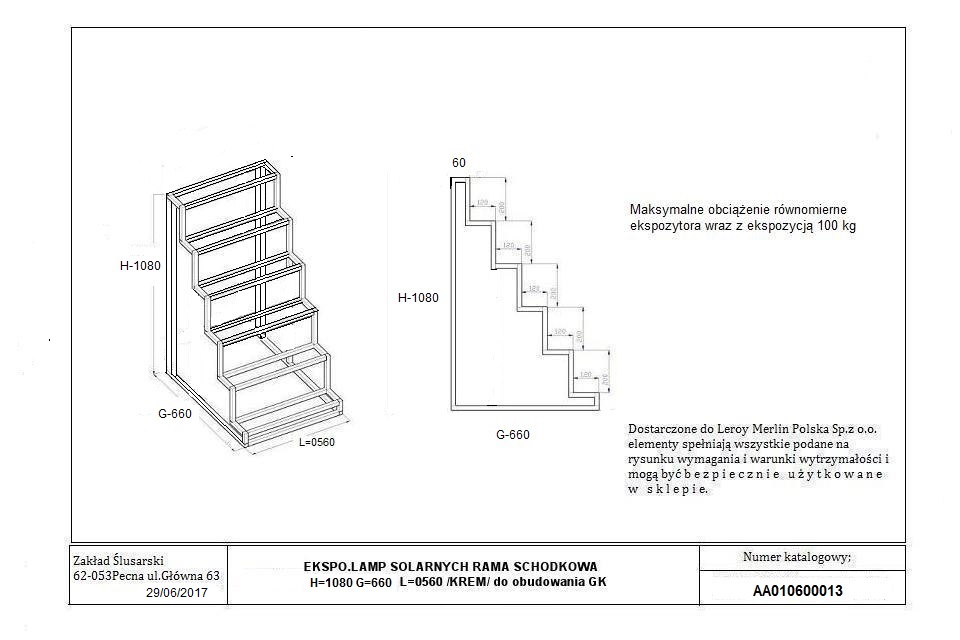 H-1080
G-660
L=0560
60
120
200
120
200
120
200
120
200
120
200
H-1080
G-660
Maksymalne obciążenie równomierne
ekspozytora wraz z ekspozycją 100 kg
Dostarczone do Leroy Merlin Polska Sp.z o.o.
elementy spełniają wszystkie podane na
rysunku wymagania i warunki wytrzymałości i
mogą być b e z p i e c z n i e   u ż y t k o w a n e
w   s k l e p i e.
Zakład Ślusarski
62-053Pecna ul.Główna 63
29/06/2017
EKSPO.LAMP SOLARNYCH RAMA SCHODKOWA
H=1080 G=660 L=0560 /KREM/ do obudowania GK
Numer katalogowy;
AA010600013